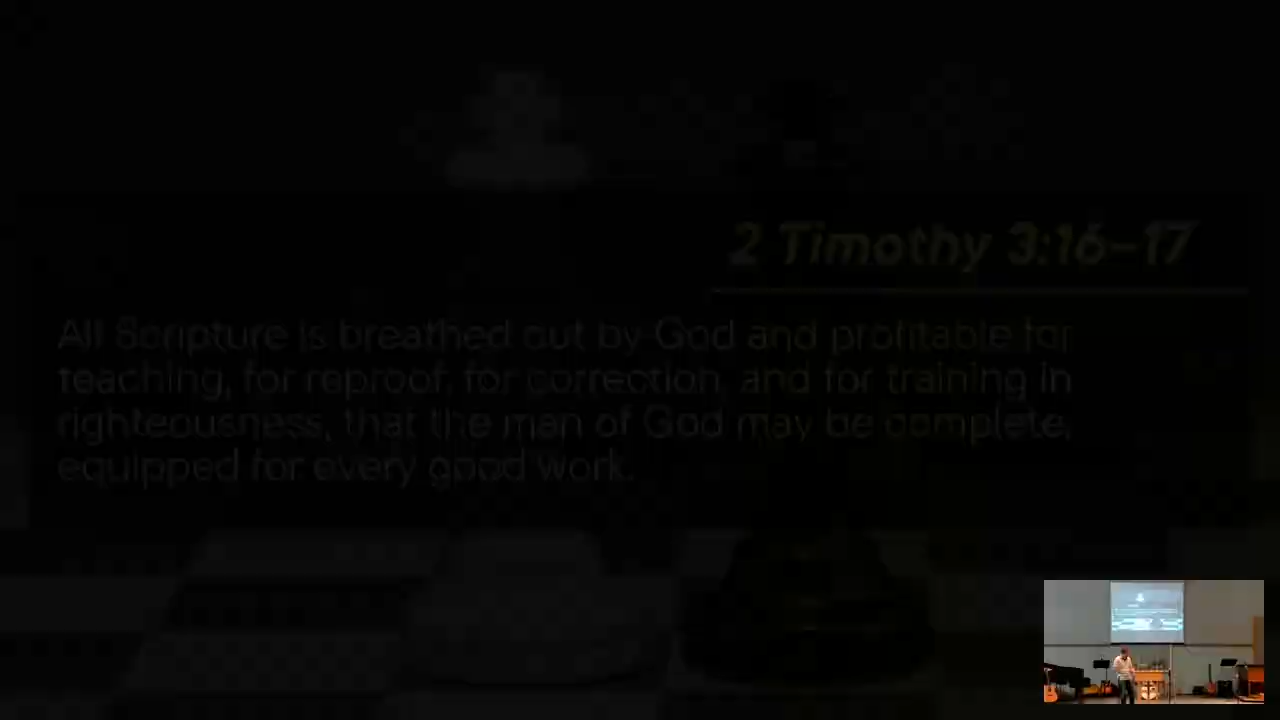 2 Timothy 3:16–17
All Scripture is breathed out by God and profitable for
teaching, for reproof, for correction, and for training in
righteousness, that the man of God may be complete,
equipped for every good work.